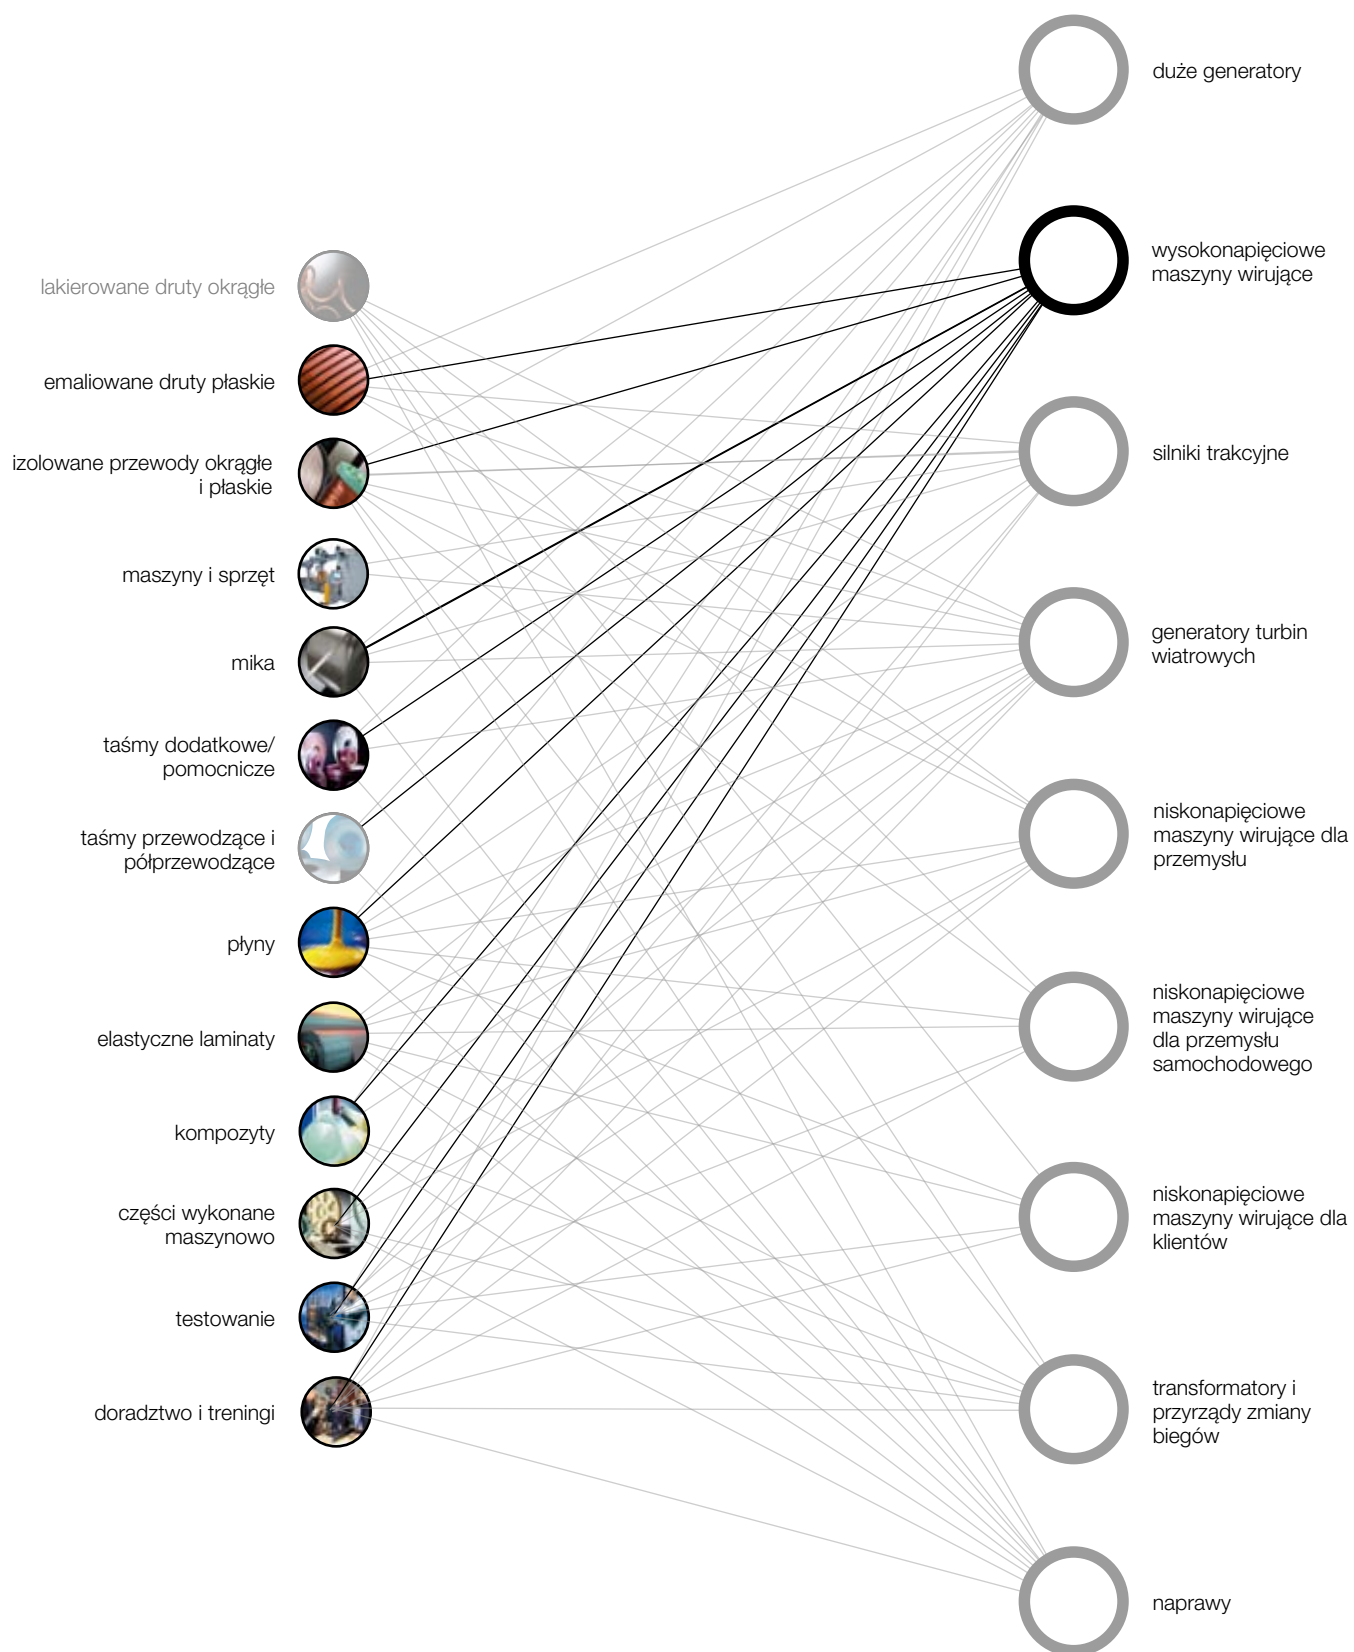 lakierowane druty okrągłe
emaliowane druty płaskie
izolowane przewody okrągłe
i płaskie
maszyny i sprzęt
mika
taśmy dodatkowe/
pomocnicze
taśmy przewodzące i
półprzewodzące
płyny
elastyczne laminaty
kompozyty
części wykonane
maszynowo
testowanie
doradztwo i treningi
duże generatory
wysokonapięciowe
maszyny wirujące
silniki trakcyjne
generatory turbin
wiatrowych
niskonapięciowe
maszyny wirujące dla
przemysłu
niskonapięciowe
maszyny wirujące
dla przemysłu
samochodowego
niskonapięciowe
maszyny wirujące dla
klientów
transformatory i
przyrządy zmiany
biegów
naprawy